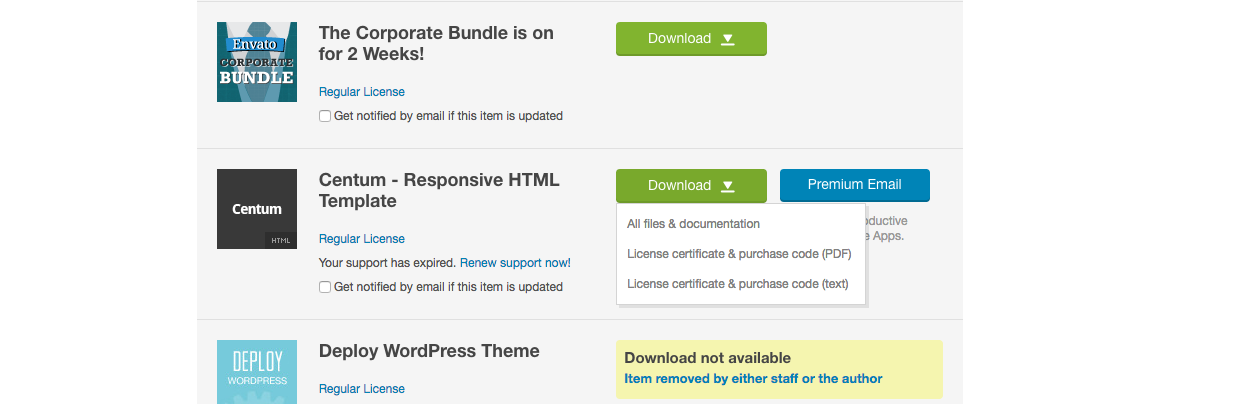 Envato
CORPORATE
BUNDLE
The Corporate Bundle is on
for 2 Weeks!
Regular License
Get notified by email if this item is updated
Download
Centum
HTML
Centum - Responsive HTML
Template
Regular License
Your support has expired. Renew support now!
Get notified by email if this item is updated
Download
Premium Email
All files & documentation
License certificate & purchase code (PDF)
License certificate & purchase code (text)
oductive
e Apps.
DEPLOY
WORDPRESS
Deploy WordPress Theme
Regular License
Download not available
Item removed by either staff or the author